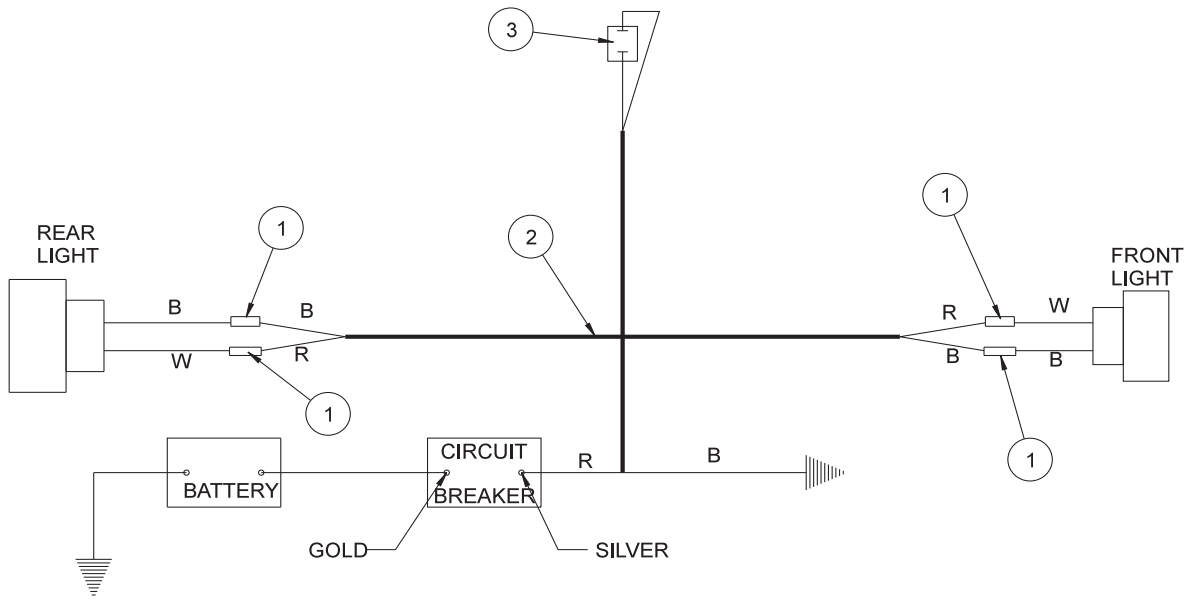 3
1
1
REAR
LIGHT
2
FRONT
LIGHT
B
B
R
W
W
R
B
B
1
1
CIRCUIT
R
B
BATTERY
BREAKER
GOLD
SILVER